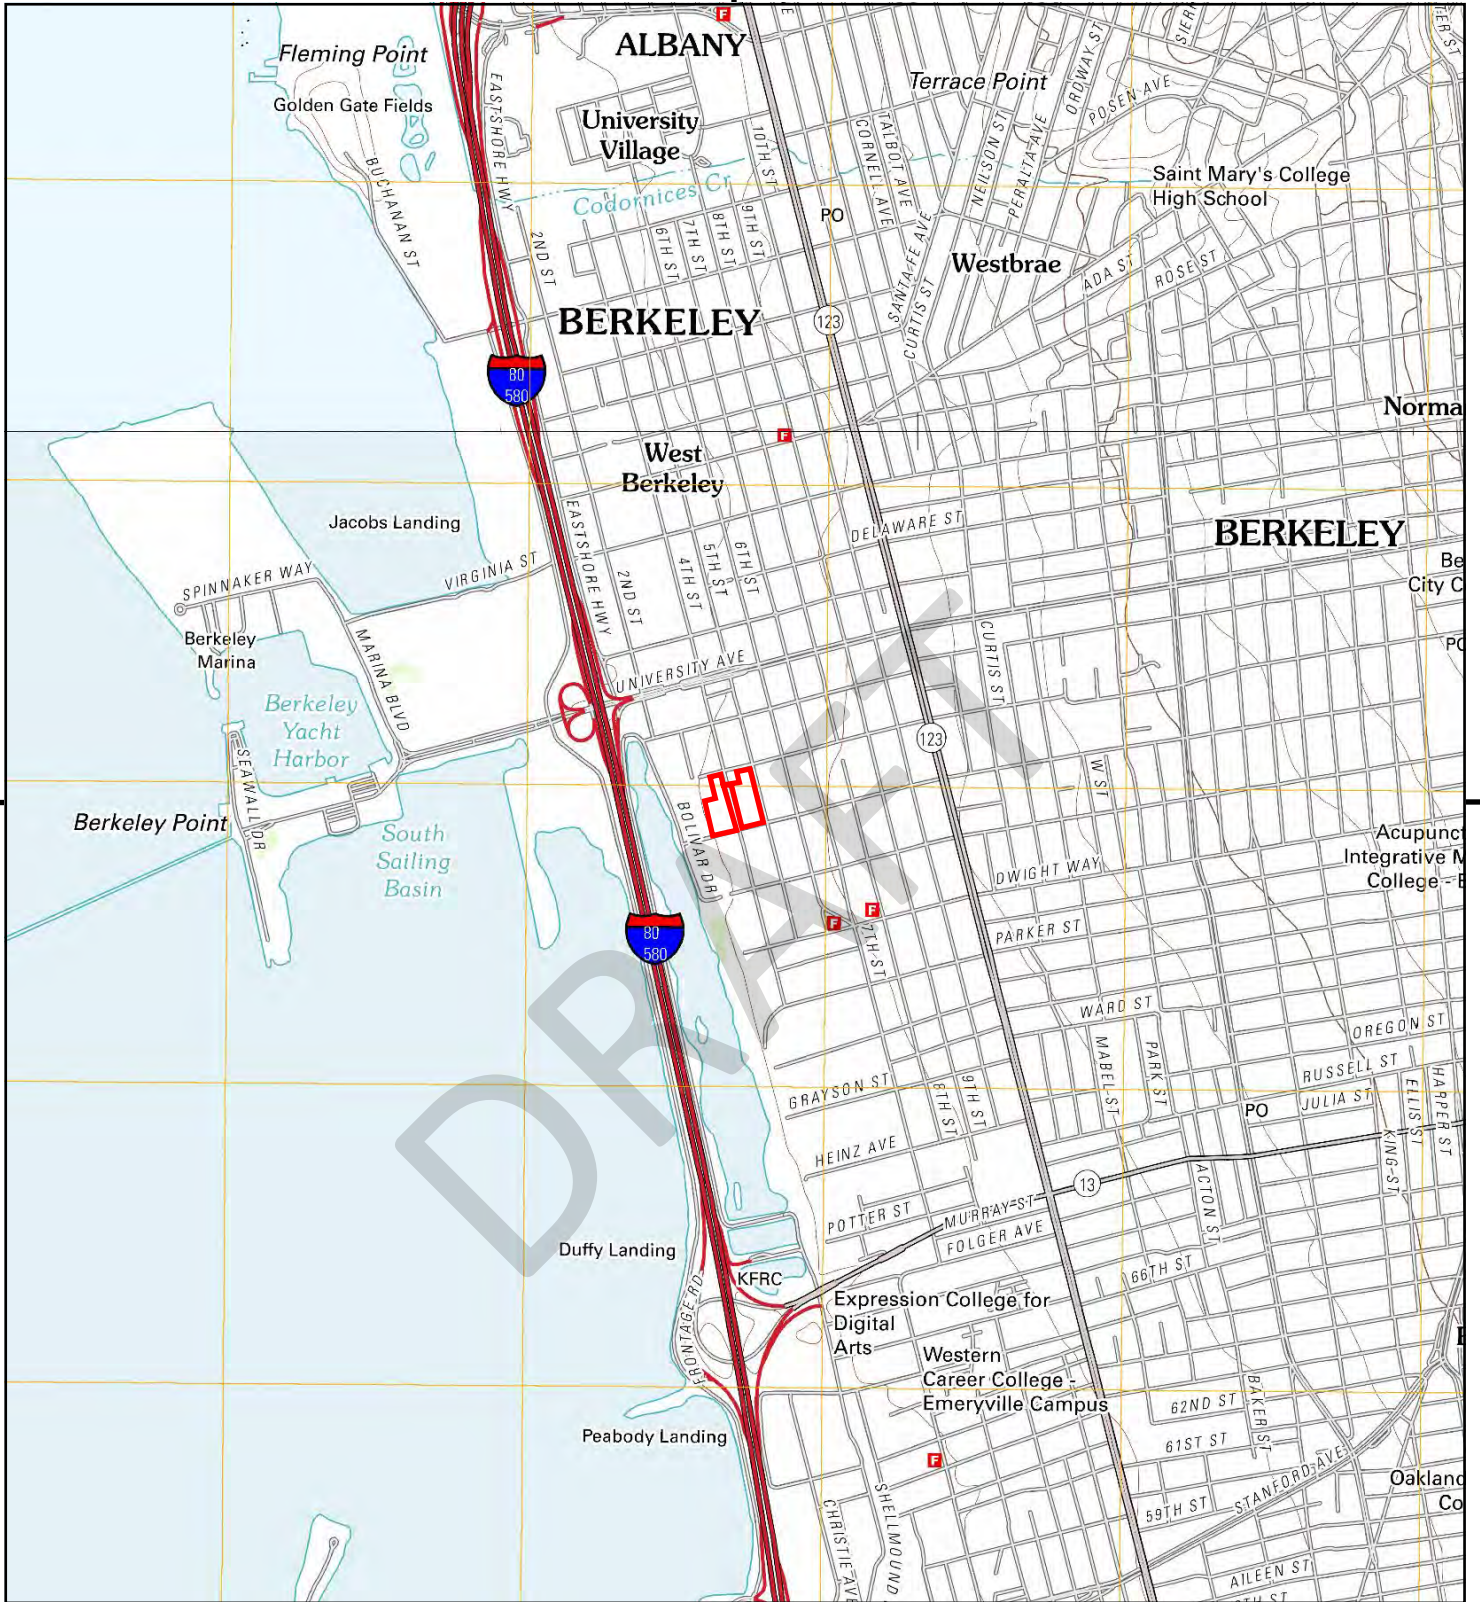 ALBANY
Fleming Point
Golden Gate Fields
EASTSHORE HWY
BUCHANAN ST
University
Village
10TH ST
Terrace Point
ORDWAY ST
SIERR
POSEN AVE
TALBOT AVE
CORNELL AVE
NEILSON ST
PERALTA AVE
Saint Mary's College
High School
Codornices Cr
PO
9TH ST
8TH ST
7TH ST
6TH ST
2ND ST
SANTA FE AVE
CURTIS ST
Westbrae
ADA ST
ROSE ST
BERKELEY
123
80
580
Norma
West
Berkeley
Jacobs Landing
EASTSHORE HWY
DELAWARE ST
BERKELEY
Be
City C
6TH ST
5TH ST
4TH ST
2ND ST
VIRGINIA ST
SPINNAKER WAY
Berkeley
Marina
MARINA BLVD
UNIVERSITY AVE
CURTIS ST
PO
Berkeley
Yacht
Harbor
SEAWALL DR
123
W ST
Berkeley Point
South
Sailing
Basin
BOLIVAR DR
Acupunct
Integrative M
College - B
DWIGHT WAY
PARKER ST
F
F
F
F
F
7TH ST
80
580
DRAFT
WARD ST
OREGON ST
RUSSELL ST
JULIA ST
MABEL ST
PARK ST
ELLIS ST
HARPER ST
KING ST
PO
GRAYSON ST
8TH ST
9TH ST
HEINZ AVE
13
ACTON ST
POTTER ST
MURRAY ST
FOLGER AVE
66TH ST
Duffy Landing
KFRC
FRONTAGE RD
Expression College for
Digital
Arts
Western
Career College -
Emeryville Campus
62ND ST
BAKER ST
61ST ST
STANFORD AVE
Peabody Landing
Oakland
Co
59TH ST
CHRISTIE AVE
SHELLMOUND
AILEEN ST